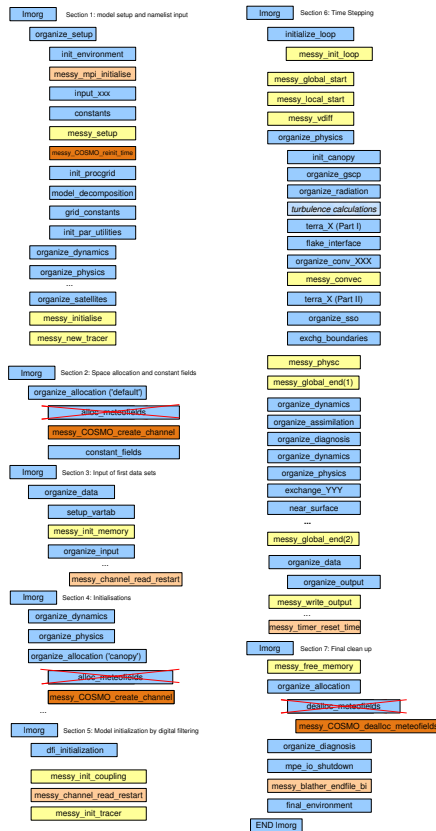 lmorg Section 1: model setup and namelist input
organize_setup
init_environment
messy_mpi_initialise
input_xxx
constants
messy_setup
messy_COSMO_reinit_time
init_procgrid
model_decomposition
grid_constants
init_par_utilities
organize_dynamics
organize_physics
...
organize_satellites
messy_initialise
messy_new_tracer
lmorg Section 2: Space allocation and constant fields
organize_allocation ('default')
alloc_meteofields
messy_COSMO_create_channel
constant_fields
lmorg Section 3: Input of first data sets
organize_data
setup_vartab
messy_init_memory
organize_input
...
messy_channel_read_restart
lmorg Section 4: Initialisations
organize_dynamics
organize_physics
organize_allocation ('canopy')
alloc_meteofields
messy_COSMO_create_channel
...
lmorg Section 5: Model initialization by digital filtering
dfi_initialization
messy_init_coupling
messy_channel_read_restart
messy_init_tracer
lmorg Section 6: Time Stepping
initialize_loop
messy_init_loop
messy_global_start
messy_local_start
messy_vdiff
organize_physics
init_canopy
organize_gscp
organize_radiation
turbulence calculations
terra_X (Part I)
flake_interface
organize_conv_XXX
messy_convec
terra_X (Part II)
organize_sso
exchg_boundaries
messy_physc
messy_global_end(1)
organize_dynamics
organize_assimilation
organize_diagnosis
organize_dynamics
organize_physics
exchange_YYY
near_surface
...
messy_global_end(2)
organize_data
organize_output
messy_write_output
...
messy_timer_reset_time
lmorg Section 7: Final clean up
messy_free_memory
organize_allocation
dealloc_meteofields
messy_COSMO_dealloc_meteofields
organize_diagnosis
mpe_io_shutdown
messy_blather_endfile_bi
final_environment
END lmorg